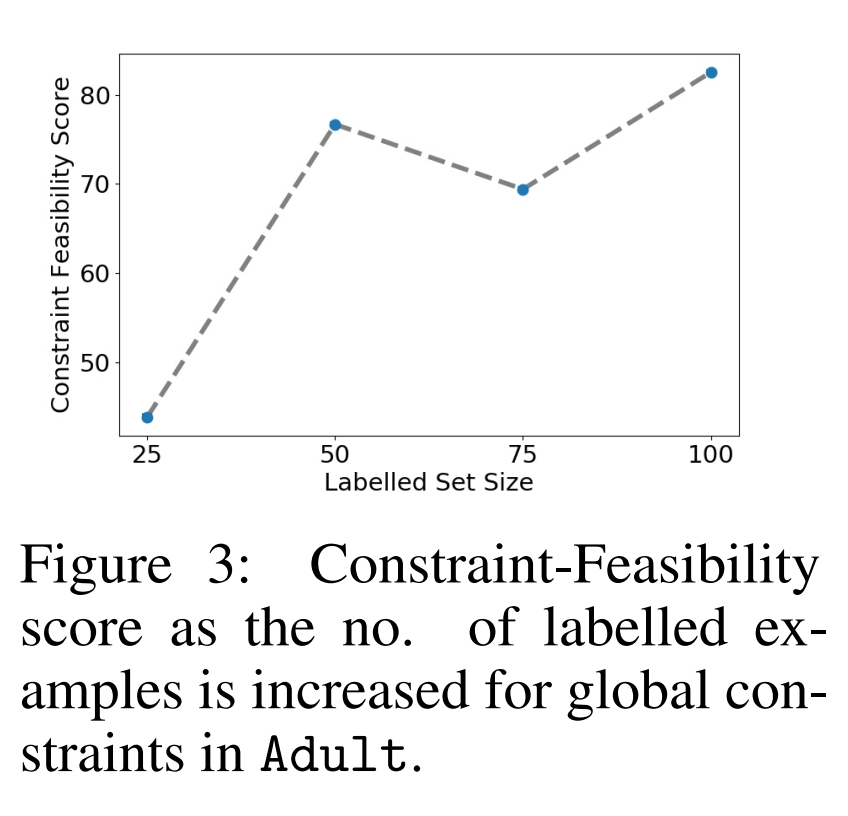 80
70
60
50
Constraint Feasibility Score
25 50 75 100
Labelled Set Size
Figure 3: Constraint-Feasibility
score as the no. of labelled ex-
amples is increased for global con-
straints in Adult.